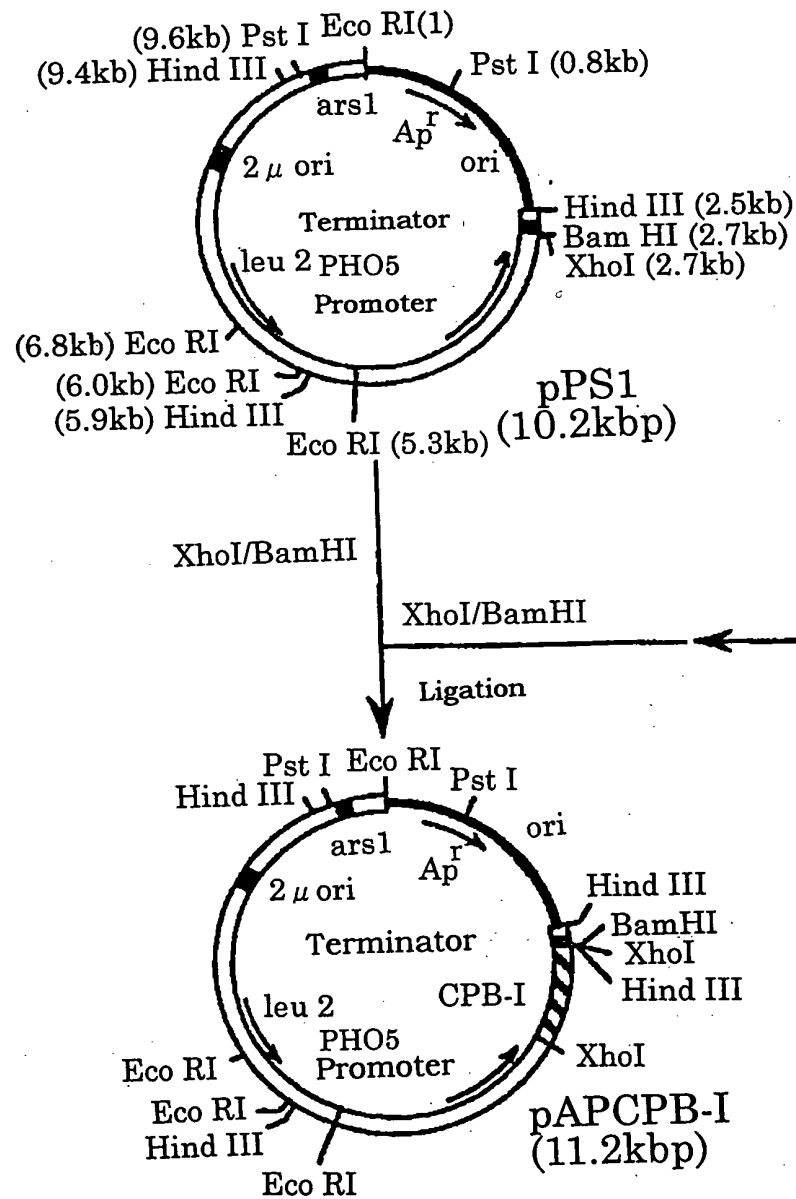 (9.6kb) Pst I Eco RI(1)
(9.4kb) Hind III
Pst I (0.8kb)
ars1
Apr
ori
2 μ ori
Terminator
Hind III (2.5kb)
Bam HI (2.7kb)
XhoI (2.7kb)
leu 2 PHO5
Promoter
(6.8kb) Eco RI
(6.0kb) Eco RI
(5.9kb) Hind III
pPS1
(10.2kbp)
Eco RI (5.3kb)
XhoI/BamHI
XhoI/BamHI
Ligation
Pst I Eco RI
Hind III
Pst I
ars1
Apr
ori
2 μ ori
Hind III
BamHI
XhoI
Hind III
Terminator
CPB-I
leu 2
PHO5
Promoter
XhoI
Eco RI
Eco RI
Hind III
pAPCPB-I
(11.2kbp)
Eco RI